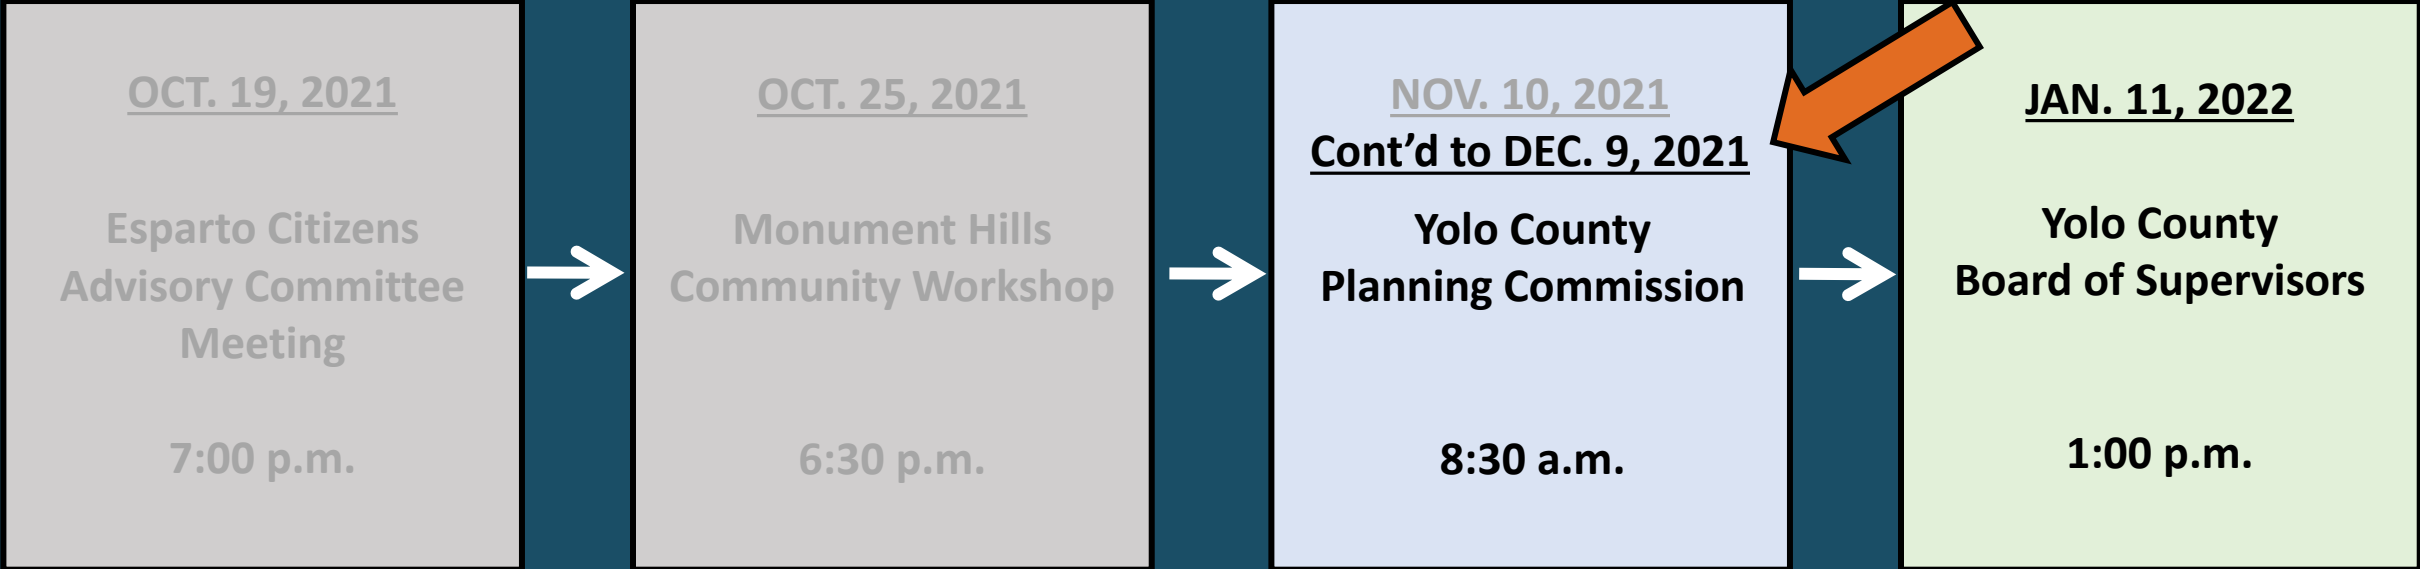 OCT. 19, 2021
Esparto Citizens
Advisory Committee
Meeting
7:00 p.m.
OCT. 25, 2021
Monument Hills
Community Workshop
6:30 p.m.
NOV. 10, 2021
Cont’d to DEC. 9, 2021
Yolo County
Planning Commission
8:30 a.m.
JAN. 11, 2022
Yolo County
Board of Supervisors
1:00 p.m.